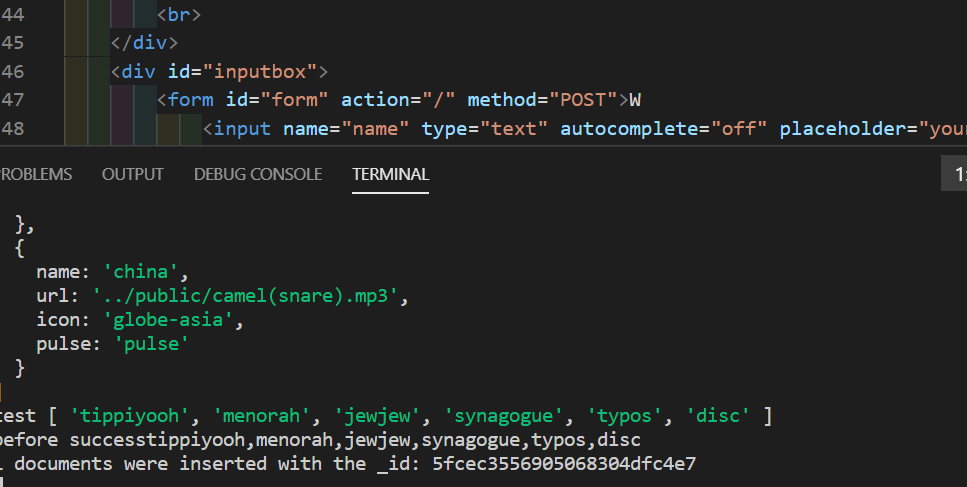 44 <br>
45 </div>
46 <div id="inputbox">
47 <form id="form" action="/" method="POST">W
48 <input name="name" type="text" autocomplete="off" placeholder="your
ROBLEMS OUTPUT DEBUG CONSOLE TERMINAL 1:
},
{
name: 'china',
url: '../public/camel(snare).mp3',
icon: 'globe-asia',
pulse: 'pulse'
}
]
test [ 'tippiyooh', 'menorah', 'jewjew', 'synagogue', 'typos', 'disc' ]
before successtippiyooh,menorah,jewjew,synagogue,typos,disc
documents were inserted with the _id: 5fcec3556905068304dfc4e7